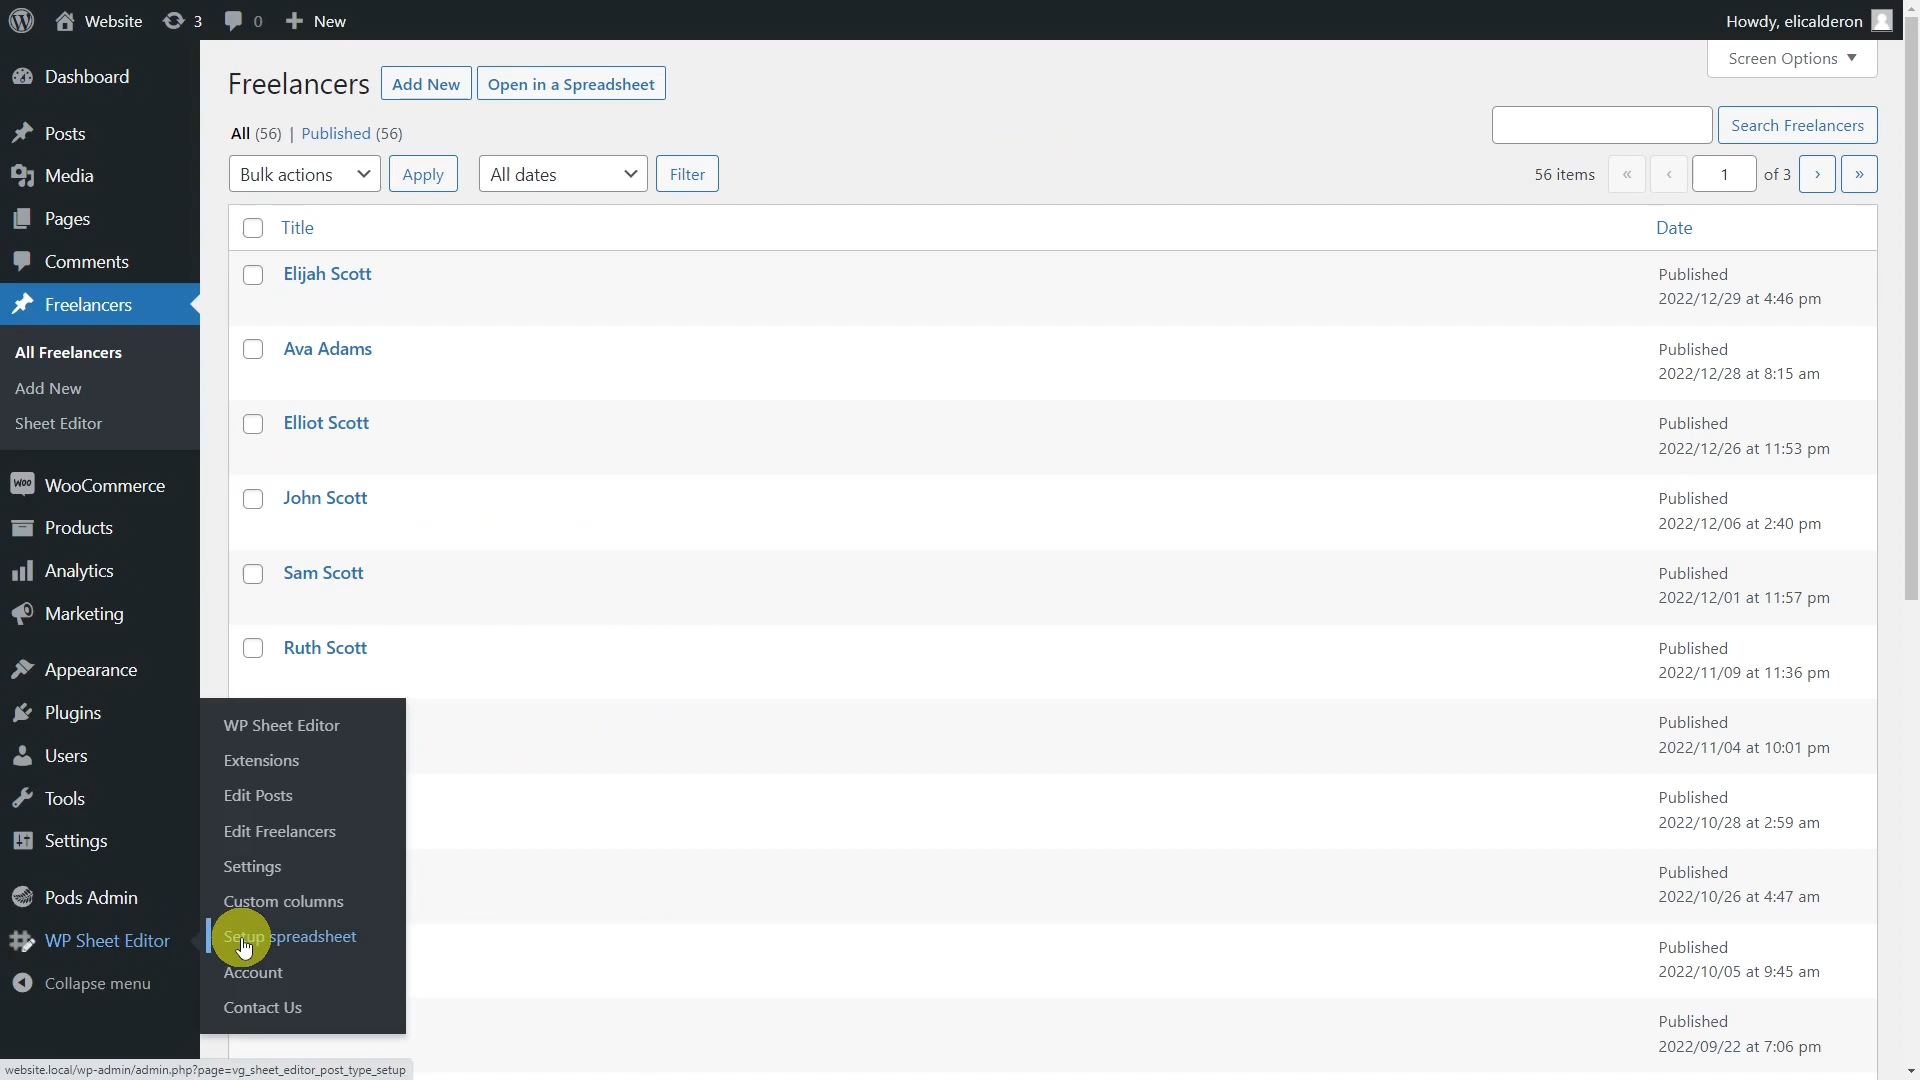 Website 3 0 New Howdy, elicalderon
Screen Options
Dashboard
Posts
Media
Pages
Comments
Freelancers
All Freelancers
Add New
Sheet Editor
WooCommerce
Products
Analytics
Marketing
Appearance
Plugins
Users
Tools
Settings
Pods Admin
WP Sheet Editor
Collapse menu
WP Sheet Editor
Extensions
Edit Posts
Edit Freelancers
Settings
Custom columns
Setup spreadsheet
Account
Contact Us
Freelancers Add New Open in a Spreadsheet
All (56) | Published (56)
Search Freelancers
Bulk actions Apply All dates Filter 56 items « ‹ 1 of 3 › »
Title Date
Elijah Scott Published
2022/12/29 at 4:46 pm
Ava Adams Published
2022/12/28 at 8:15 am
Elliot Scott Published
2022/12/26 at 11:53 pm
John Scott Published
2022/12/06 at 2:40 pm
Sam Scott Published
2022/12/01 at 11:57 pm
Ruth Scott Published
2022/11/09 at 11:36 pm
Published
2022/11/04 at 10:01 pm
Published
2022/10/28 at 2:59 am
Published
2022/10/26 at 4:47 am
Published
2022/10/05 at 9:45 am
Published
2022/09/22 at 7:06 pm
website.local/wp-admin/admin.php?page=vg_sheet_editor_post_type_setup